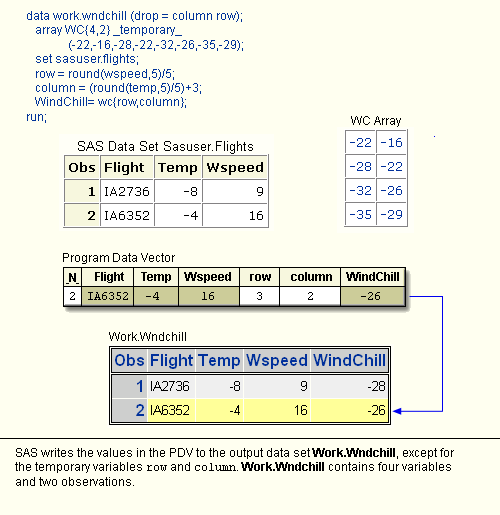 data work.wndchill (drop = column row);
array WC{4,2} _temporary_
(-22,-16,-28,-22,-32,-26,-35,-29);
set sasuser.flights;
row = round(wspeed,5)/5;
column = (round(temp,5)/5)+3;
WindChill= wc{row,column};
run;
WC Array
-22 -16
-28 -22
-32 -26
-35 -29
SAS Data Set Sasuser.Flights
Obs Flight Temp Wspeed
1 IA2736 -8 9
2 IA6352 -4 16
Program Data Vector
_N_ Flight Temp Wspeed row column WindChill
2 IA6352 -4 16 3 2 -26
Work.Wndchill
Obs Flight Temp Wspeed WindChill
1 IA2736 -8 9 -28
2 IA6352 -4 16 -26
SAS writes the values in the PDV to the output data set Work.Wndchill, except for
the temporary variables row and column. Work.Wndchill contains four variables
and two observations.